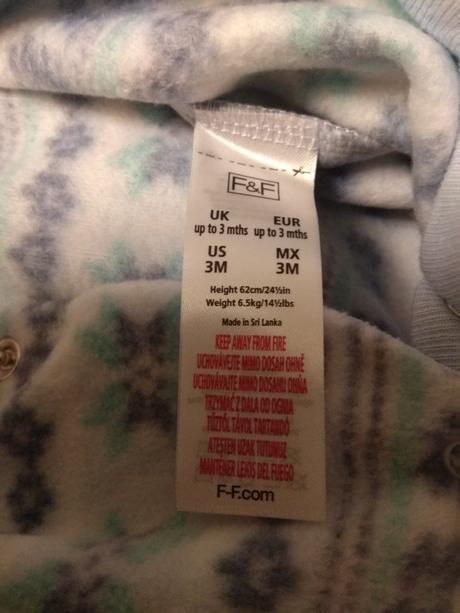 F&F
UK EUR
up to 3 mths up to 3 mths
US MX
3M 3M
Height 62cm/24½in
Weight 6.5kg/14½lbs
Made in Sri Lanka
KEEP AWAY FROM FIRE
UCHOVÁVEJTE MIMO DOSAH OHNĚ
UCHOVÁVAJTE MIMO DOSAHU OHŇA
TRZYMAĆ Z DALA OD OGNIA
TŰZTŐL TÁVOL TARTANDÓ
ATEŞTEN UZAK TUTUNUZ
MANTENER LEJOS DEL FUEGO
F-F.com